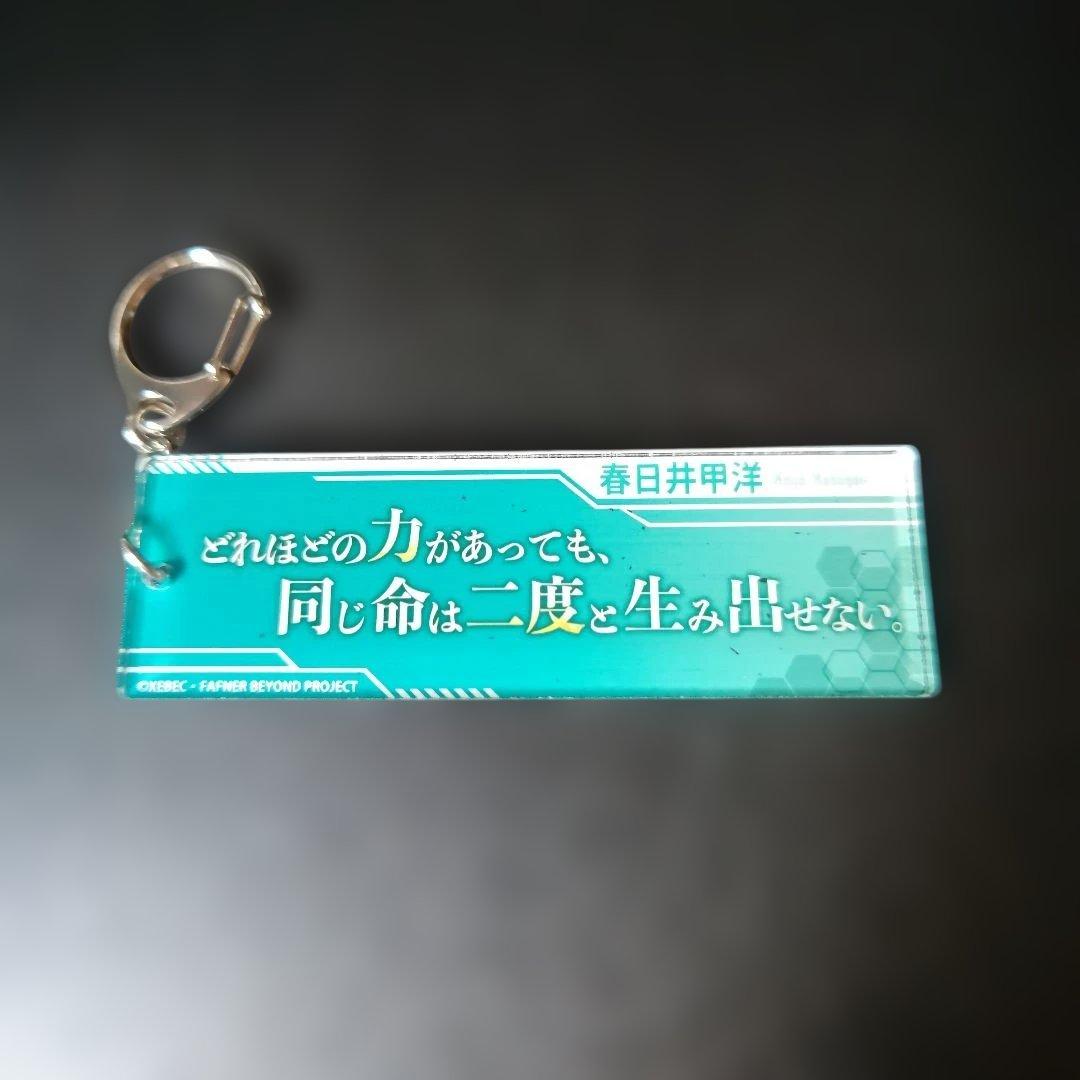 春日井甲洋
どれほどの力があっても、
同じ命は二度と生み出せない。
©XEBEC・FAFNER BEYOND PROJECT